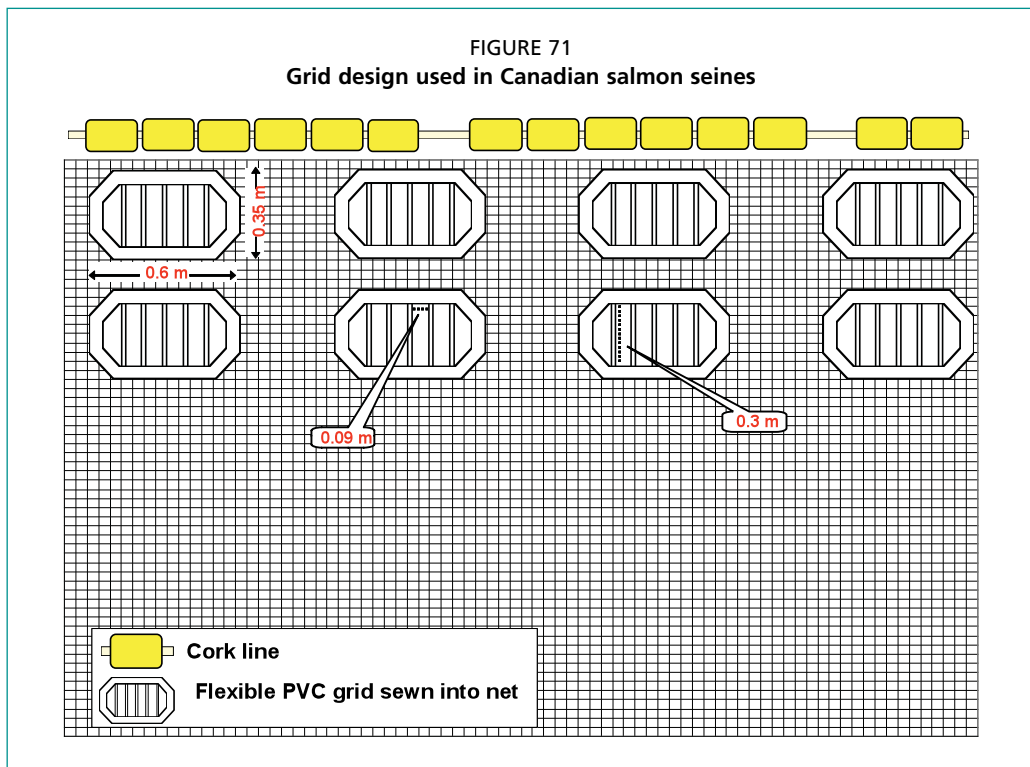 FIGURE 71
Grid design used in Canadian salmon seines
0.35 m
0.6 m
0.09 m
0.3 m
Cork line
Flexible PVC grid sewn into net